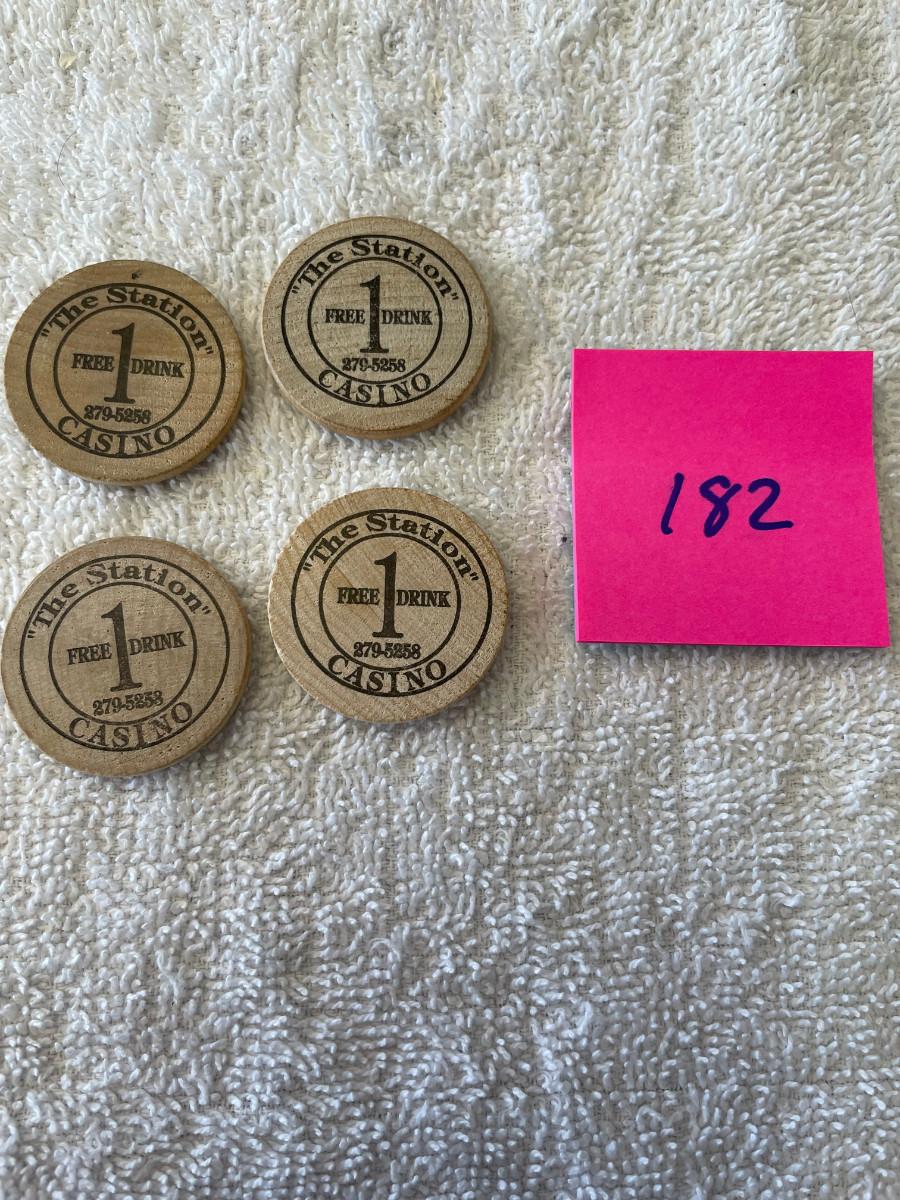 "The Station"
FREE 1 DRINK
279-5258
CASINO
"The Station"
FREE 1 DRINK
279-5258
CASINO
"The Station"
FREE 1 DRINK
279-5258
CASINO
"The Station"
FREE 1 DRINK
279-5258
CASINO
182